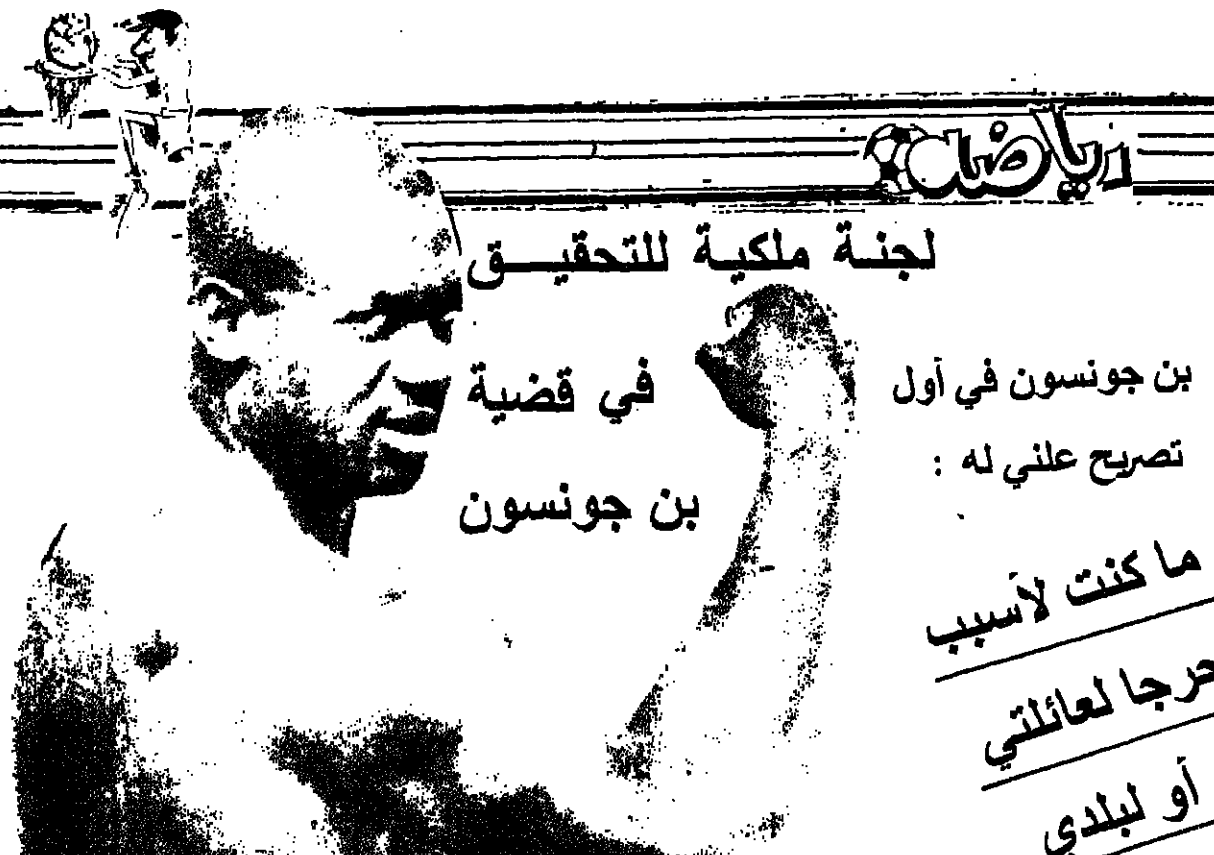 رياضة
لجنة ملكية للتحقيق
في قضية
بن جونسون
بن جونسون في أول
تصريح علني له :
ما كنت لأسبب
حرجا لعائلتي
أو لبلدي